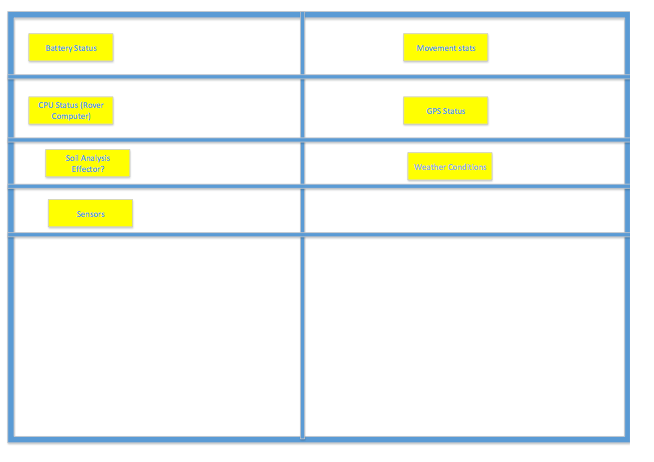 Battery Status
Movement stats
CPU Status (Rover
Computer)
GPS Status
Soil Analysis
Effector?
Weather Conditions
Sensors